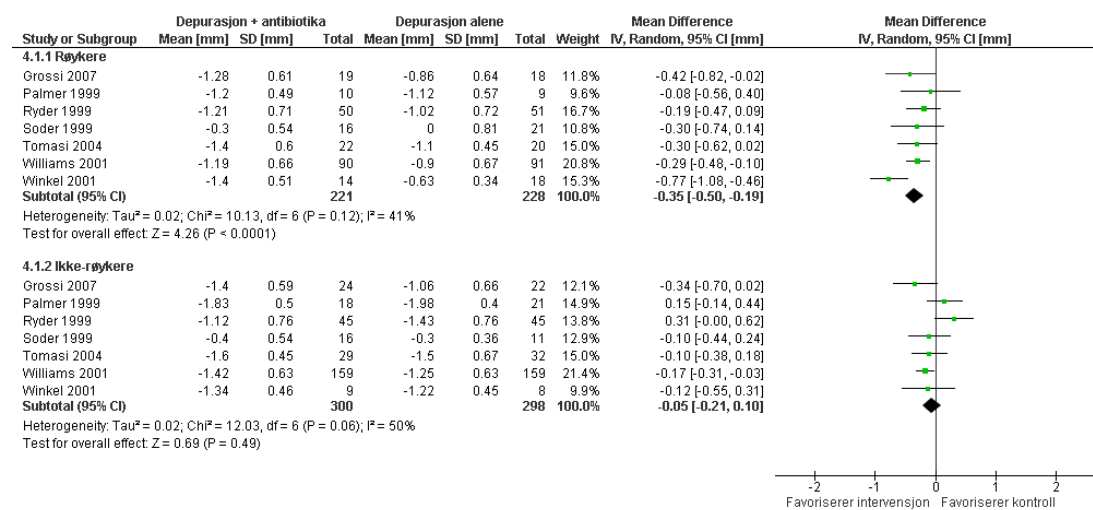 Depurasjon + antibiotika Depurasjon alene Mean Difference Mean Difference
Study or Subgroup Mean [mm] SD [mm] Total Mean [mm] SD [mm] Total Weight IV, Random, 95% CI [mm] IV, Random, 95% CI [mm]
4.1.1 Røykere
Grossi 2007 -1.28 0.61 19 -0.86 0.64 18 11.8% -0.42 [-0.82, -0.02]
Palmer 1999 -1.2 0.49 10 -1.12 0.57 9 9.6% -0.08 [-0.56, 0.40]
Ryder 1999 -1.21 0.71 50 -1.02 0.72 51 16.7% -0.19 [-0.47, 0.09]
Soder 1999 -0.3 0.54 16 0 0.81 21 10.8% -0.30 [-0.74, 0.14]
Tomasi 2004 -1.4 0.6 22 -1.1 0.45 20 15.0% -0.30 [-0.62, 0.02]
Williams 2001 -1.19 0.66 90 -0.9 0.67 91 20.8% -0.29 [-0.48, -0.10]
Winkel 2001 -1.4 0.51 14 -0.63 0.34 18 15.3% -0.77 [-1.08, -0.46]
Subtotal (95% CI) 221 228 100.0% -0.35 [-0.50, -0.19]
Heterogeneity: Tau² = 0.02; Chi² = 10.13, df = 6 (P = 0.12); I² = 41%
Test for overall effect: Z = 4.26 (P < 0.0001)
4.1.2 Ikke-røykere
Grossi 2007 -1.4 0.59 24 -1.06 0.66 22 12.1% -0.34 [-0.70, 0.02]
Palmer 1999 -1.83 0.5 18 -1.98 0.4 21 14.9% 0.15 [-0.14, 0.44]
Ryder 1999 -1.12 0.76 45 -1.43 0.76 45 13.8% 0.31 [-0.00, 0.62]
Soder 1999 -0.4 0.54 16 -0.3 0.36 11 12.9% -0.10 [-0.44, 0.24]
Tomasi 2004 -1.6 0.45 29 -1.5 0.67 32 15.0% -0.10 [-0.38, 0.18]
Williams 2001 -1.42 0.63 159 -1.25 0.63 159 21.4% -0.17 [-0.31, -0.03]
Winkel 2001 -1.34 0.46 9 -1.22 0.45 8 9.9% -0.12 [-0.55, 0.31]
Subtotal (95% CI) 300 298 100.0% -0.05 [-0.21, 0.10]
Heterogeneity: Tau² = 0.02; Chi² = 12.03, df = 6 (P = 0.06); I² = 50%
Test for overall effect: Z = 0.69 (P = 0.49)
-2 -1 0 1 2
Favoriserer intervensjon Favoriserer kontroll